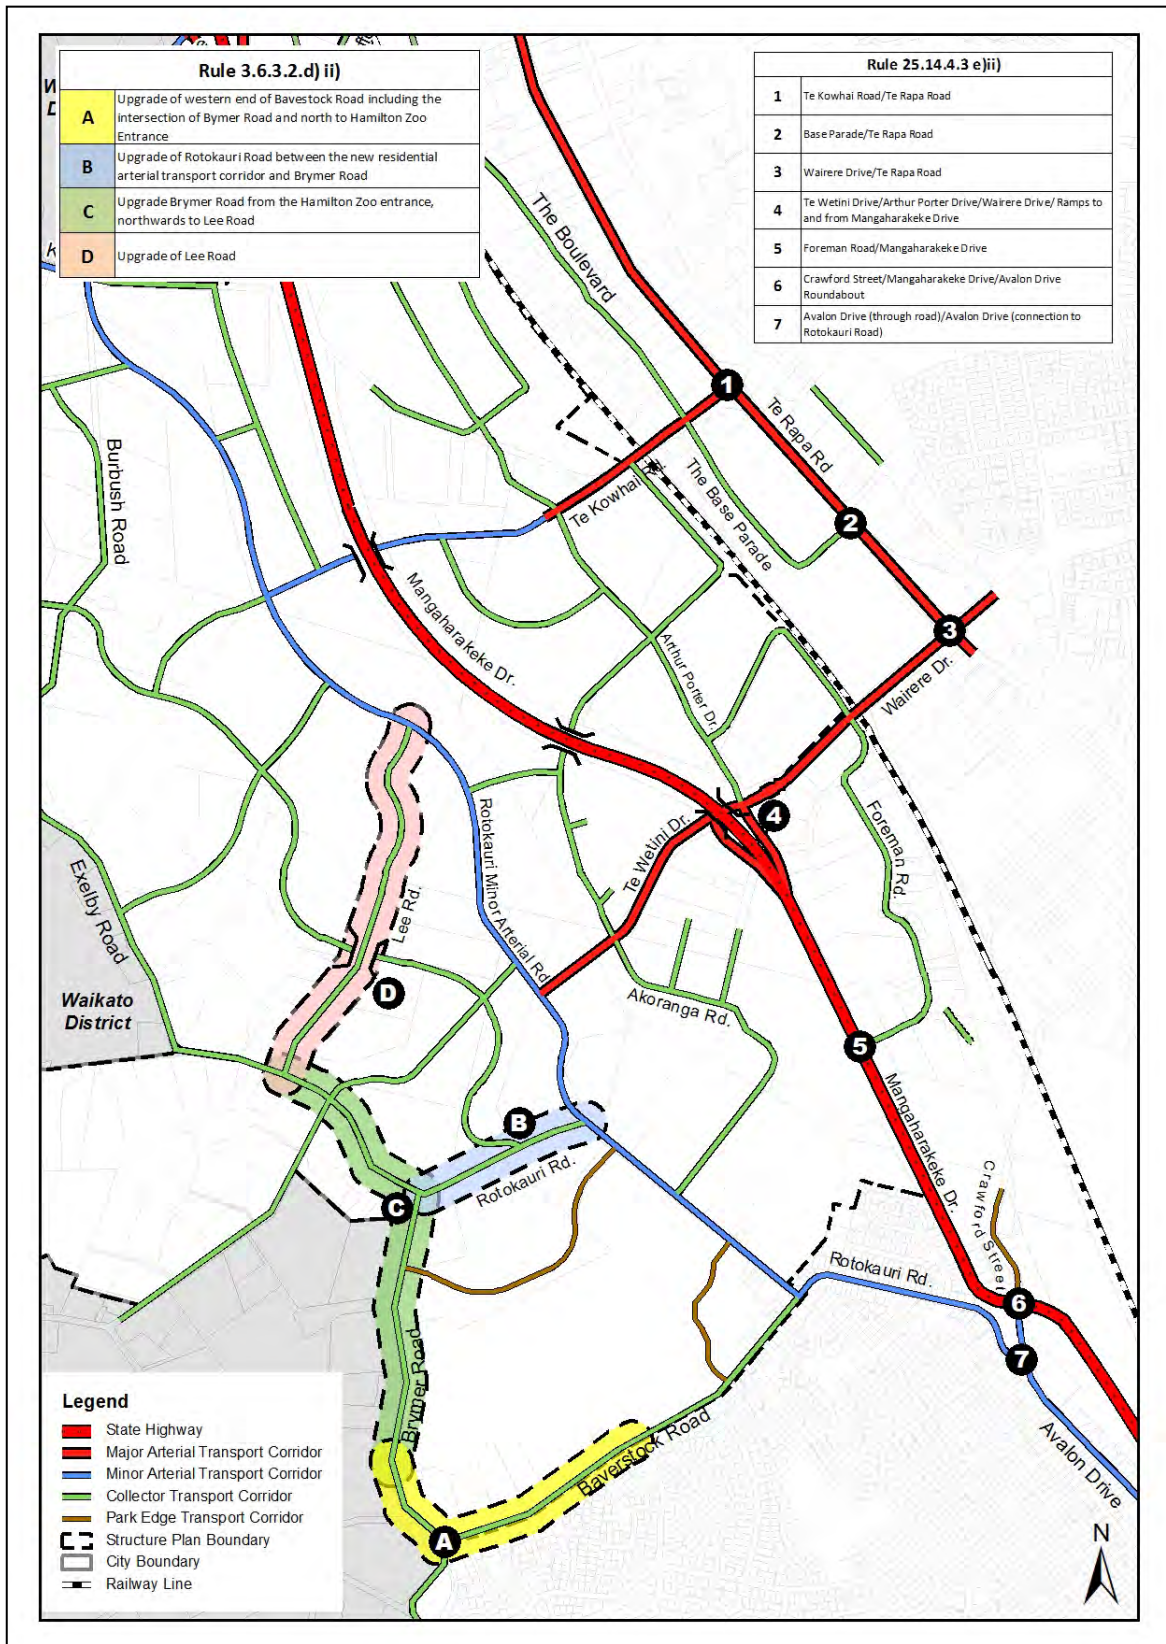 Rule 3.6.3.2.d) ii)
A
Upgrade of western end of Bavestock Road including the
intersection of Bymer Road and north to Hamilton Zoo
Entrance
B
Upgrade of Rotokauri Road between the new residential
arterial transport corridor and Brymer Road
C
Upgrade Brymer Road from the Hamilton Zoo entrance,
northwards to Lee Road
D
Upgrade of Lee Road
Rule 25.14.4.3 e)ii)
1
Te Kowhai Road/Te Rapa Road
2
Base Parade/Te Rapa Road
3
Wairere Drive/Te Rapa Road
4
Te Wetini Drive/Arthur Porter Drive/Wairere Drive/ Ramps to
and from Mangaharakeke Drive
5
Foreman Road/Mangaharakeke Drive
6
Crawford Street/Mangaharakeke Drive/Avalon Drive
Roundabout
7
Avalon Drive (through road)/Avalon Drive (connection to
Rotokauri Road)
The Boulevard
1
Te Rapa Rd
Burbush Road
Te Kowhai Rd.
The Base Parade
2
Mangaharakeke Dr.
3
Arthur Porter Dr.
Wairere Dr.
Rotokauri Minor Arterial Rd
4
Te Wetini Dr.
Foreman Rd.
Exelby Road
Lee Rd.
Waikato
District
D
Akoranga Rd.
5
Mangaharakeke Dr.
B
Rotokauri Rd.
C
Crawford Street
Rotokauri Rd.
6
7
Brymer Road
Baverstock Road
Avalon Drive
A
Legend
State Highway
Major Arterial Transport Corridor
Minor Arterial Transport Corridor
Collector Transport Corridor
Park Edge Transport Corridor
Structure Plan Boundary
City Boundary
Railway Line
N